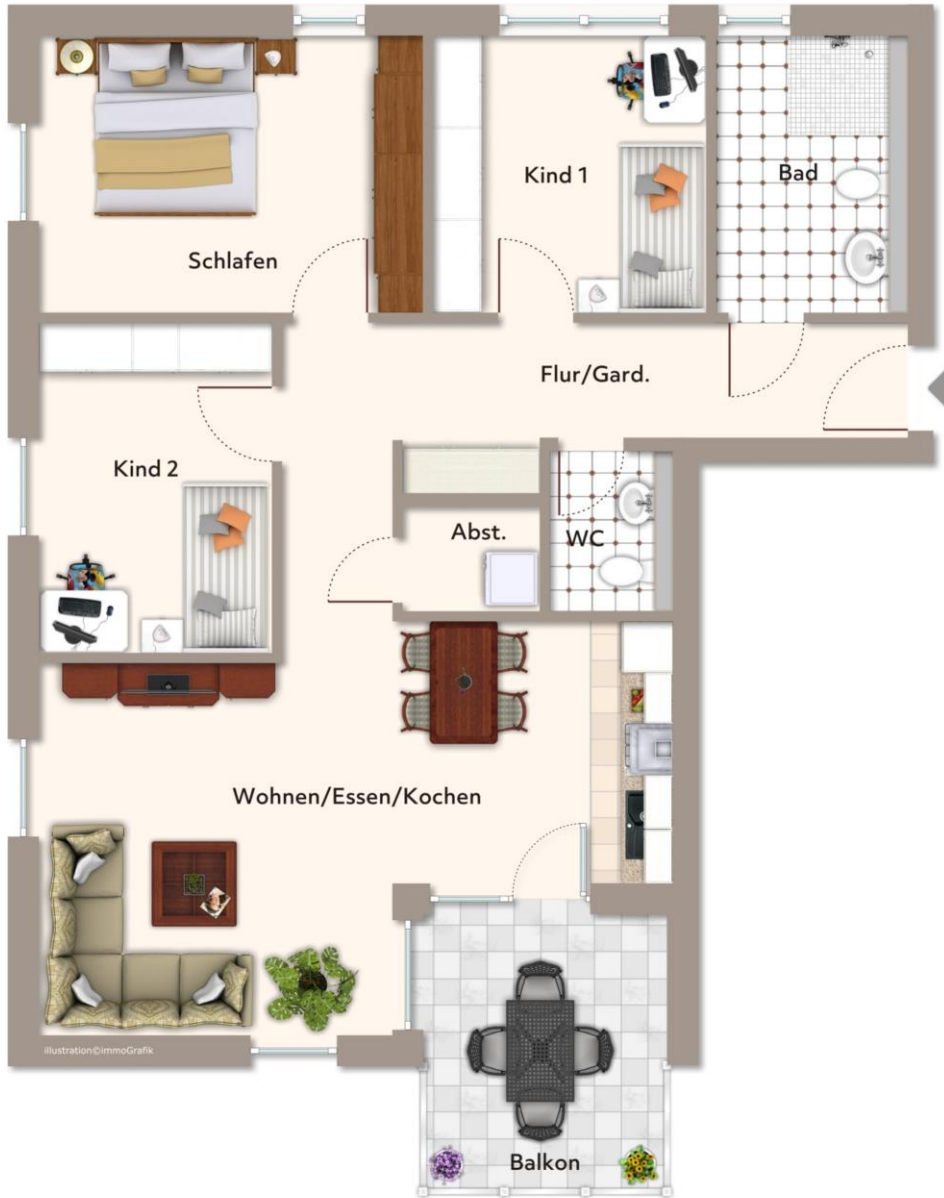 Kind 1
Bad
Schlafen
Flur/Gard.
Kind 2
Abst.
WC
Wohnen/Essen/Kochen
illustration©immoGrafik
Balkon